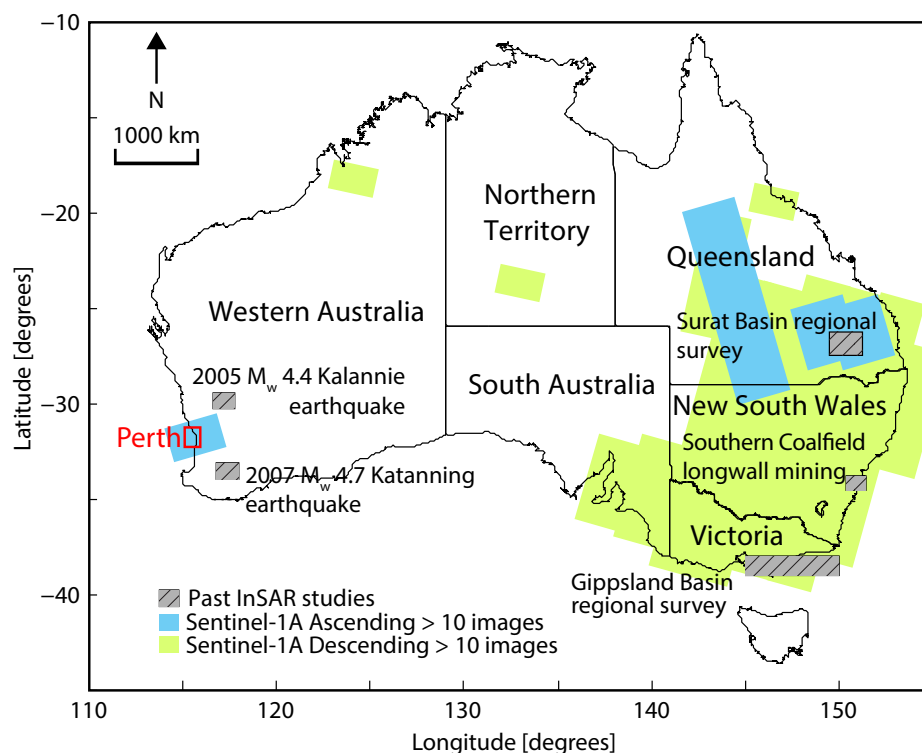 −10
N
1000 km
Northern
Territory
−20
Queensland
Western Australia
Surat Basin regional
survey
2005 Mw 4.4 Kalannie
earthquake
South Australia
New South Wales
−30
Perth
Southern Coalfield
longwall mining
2007 Mw 4.7 Katanning
earthquake
Victoria
Gippsland Basin
regional survey
−40
Past InSAR studies
Sentinel-1A Ascending > 10 images
Sentinel-1A Descending > 10 images
Latitude [degrees]
110 120 130 140 150
Longitude [degrees]